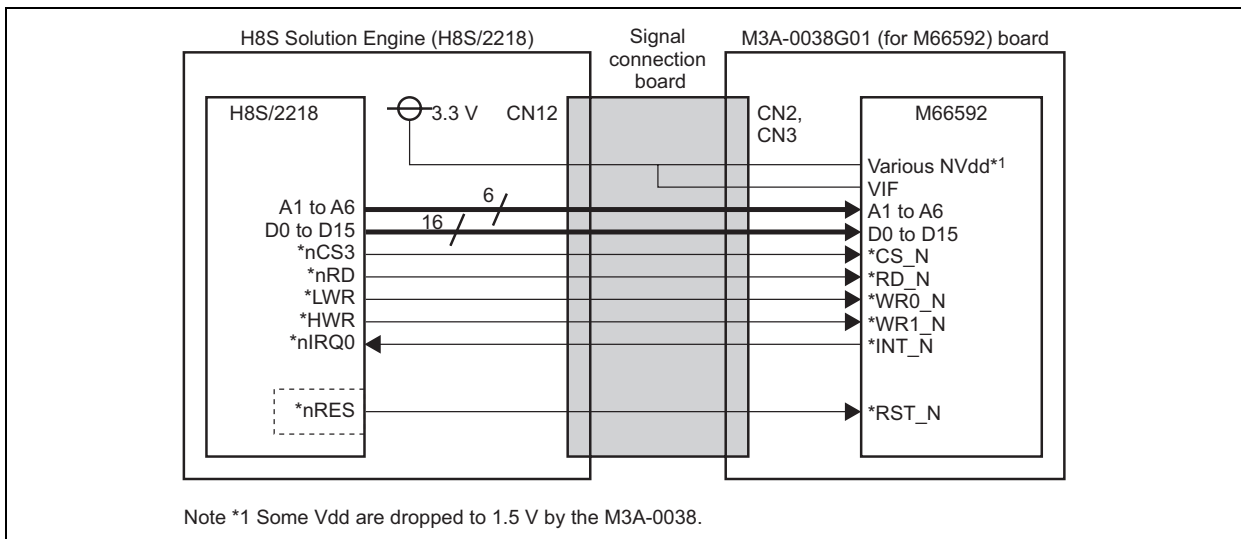 H8S Solution Engine (H8S/2218)
Signal
connection
board
M3A-0038G01 (for M66592) board
H8S/2218
3.3 V
CN12
CN2,
CN3
M66592
Various NVdd*1
VIF
A1 to A6
6
A1 to A6
D0 to D15
16
D0 to D15
*nCS3
*CS_N
*nRD
*RD_N
*LWR
*WR0_N
*HWR
*WR1_N
*nIRQ0
*INT_N
*nRES
*RST_N
Note *1 Some Vdd are dropped to 1.5 V by the M3A-0038.